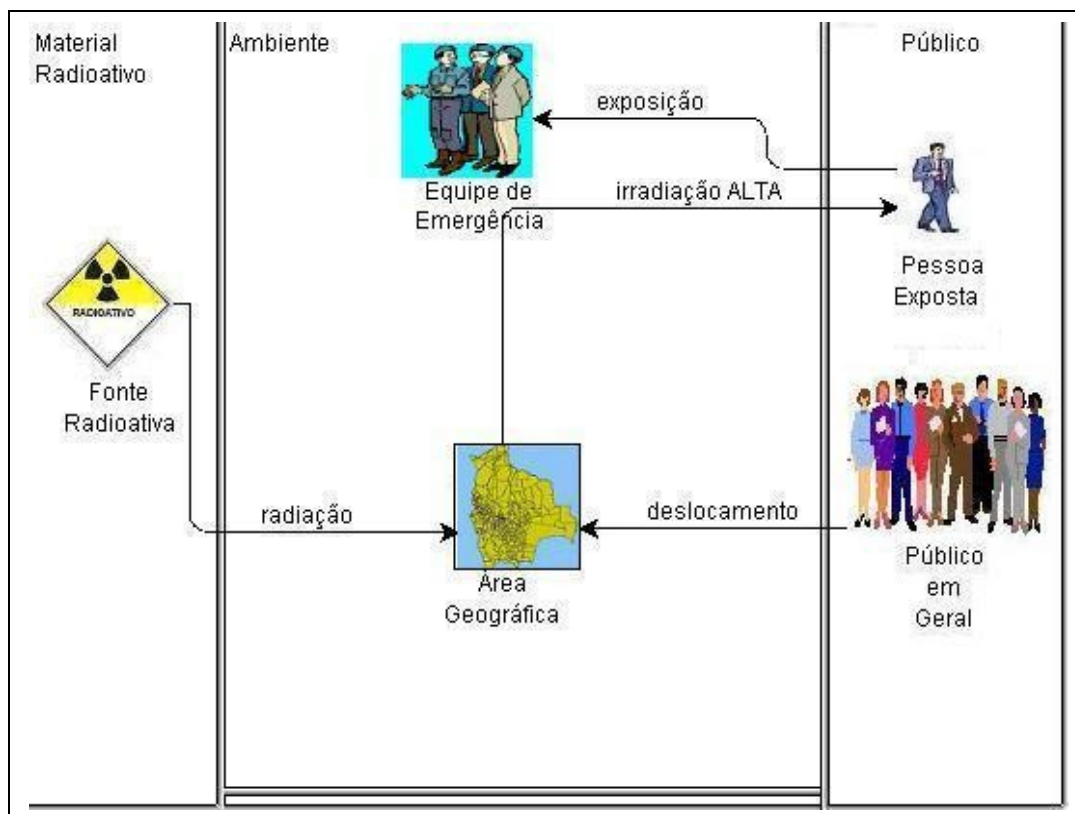 Material
Radioativo
Ambiente
Público
exposição
Equipe de
Emergência
irradiação ALTA
Pessoa
Exposta
RADIOATIVO
Fonte
Radioativa
radiação
deslocamento
Área
Geográfica
Público
em
Geral